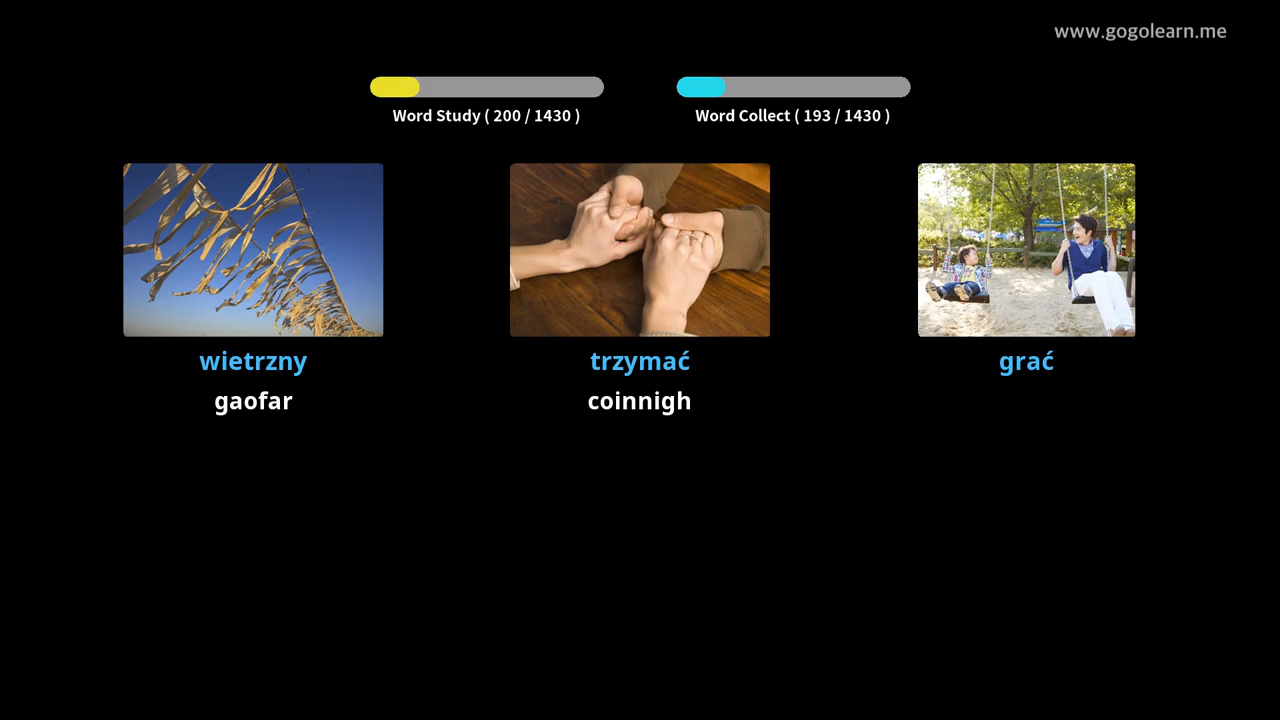 www.gogolearn.me
Word Study ( 200 / 1430 )
Word Collect ( 193 / 1430 )
wietrzny
trzymać
grać
gaofar
coinnigh